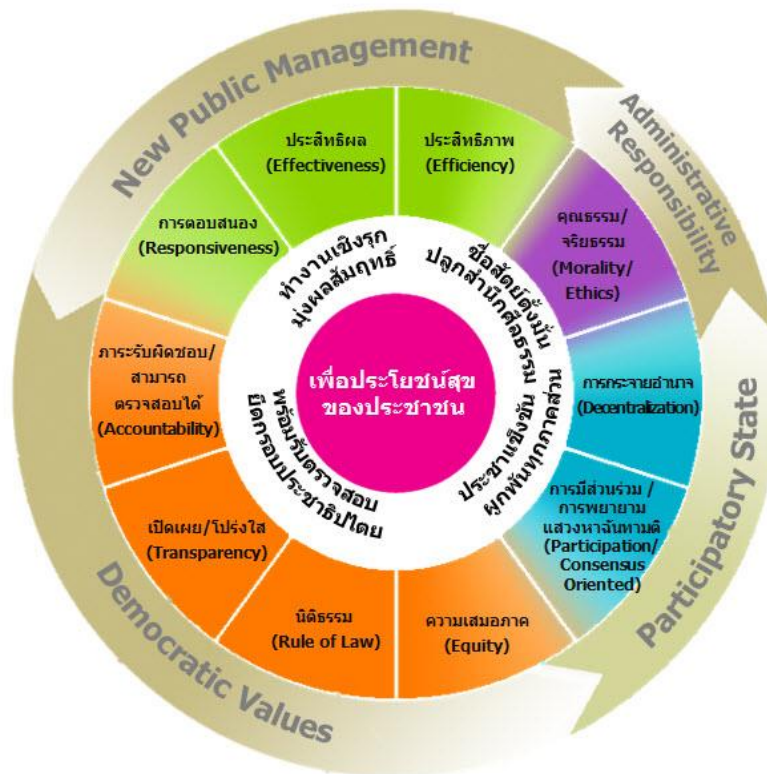 New Public Management
Administrative
Responsibility
Participatory State
Democratic Values
ประสิทธิผล
(Effectiveness)
ประสิทธิภาพ
(Efficiency)
คุณธรรม/
จริยธรรม
(Morality/
Ethics)
การกระจายอำนาจ
(Decentralization)
การมีส่วนร่วม /
การพยายาม
แสวงหาฉันทามติ
(Participation/
Consensus
Oriented)
ความเสมอภาค
(Equity)
นิติธรรม
(Rule of Law)
เปิดเผย/โปร่งใส
(Transparency)
ภาระรับผิดชอบ/
สามารถ
ตรวจสอบได้
(Accountability)
การตอบสนอง
(Responsiveness)
ทำงานเชิงรุก
มุ่งผลสัมฤทธิ์
ซื่อสัตย์ตั้งมั่น
ปลูกสำนึกศีลธรรม
ประชาแข็งขัน
ผูกพันทุกภาคส่วน
พร้อมรับตรวจสอบ
ยึดกรอบประชาธิปไตย
เพื่อประโยชน์สุข
ของประชาชน